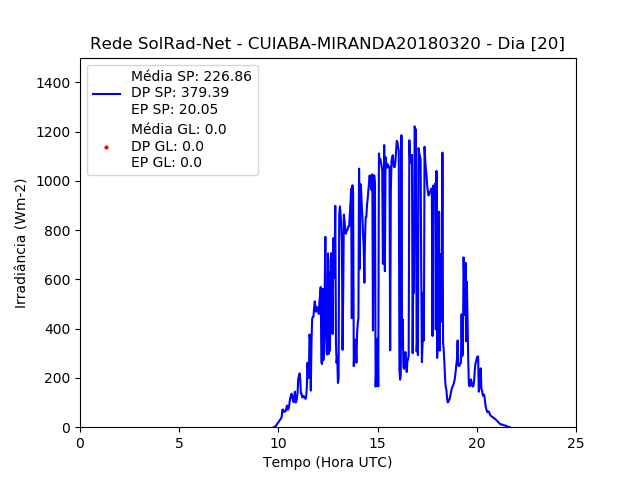 Rede SolRad-Net - CUIABA-MIRANDA20180320 - Dia [20]
Média SP: 226.86
DP SP: 379.39
EP SP: 20.05
Média GL: 0.0
DP GL: 0.0
EP GL: 0.0
Irradiância (Wm-2)
1400
1200
1000
800
600
400
200
0
0 5 10 15 20 25
Tempo (Hora UTC)